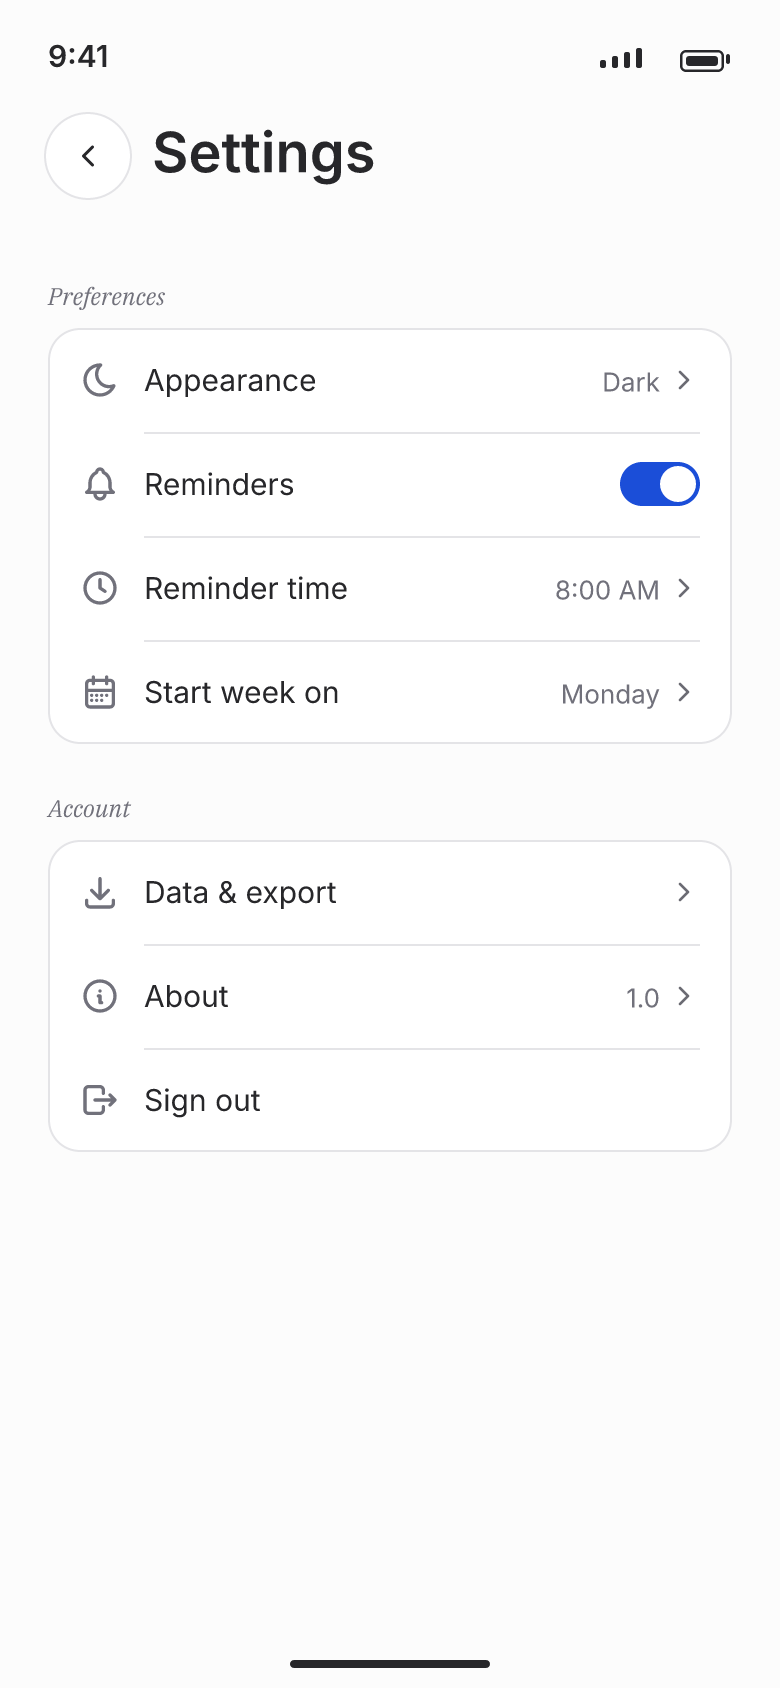 9:41
Settings
Preferences
Appearance Dark
Reminders
Reminder time 8:00 AM
Start week on Monday
Account
Data & export
About 1.0
Sign out